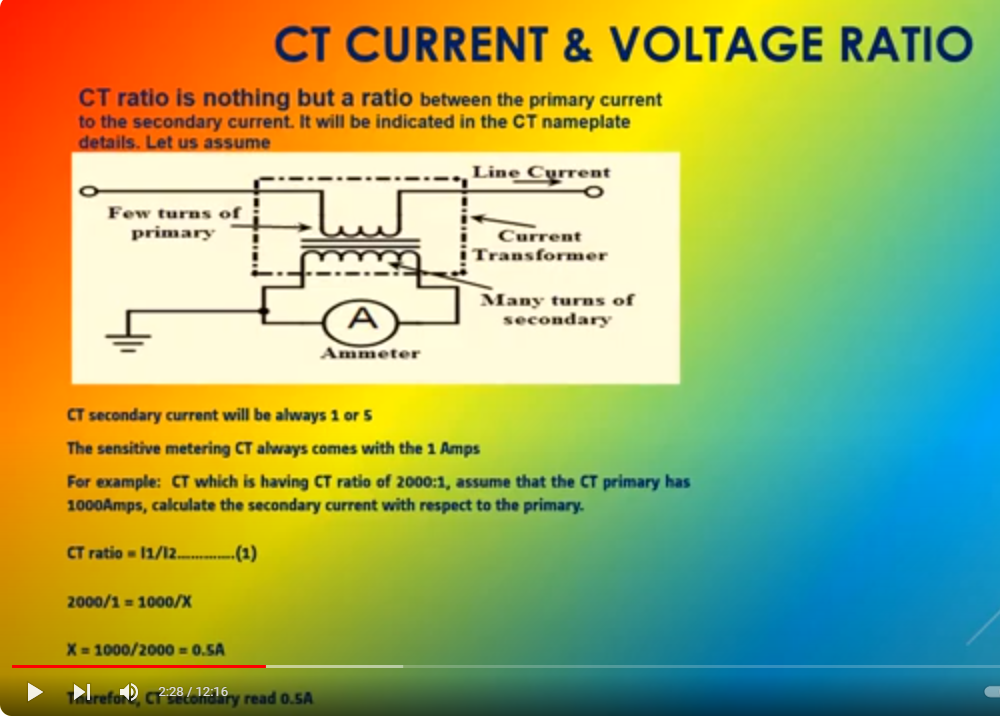 CT CURRENT & VOLTAGE RATIO
CT ratio is nothing but a ratio between the primary current
to the secondary current. It will be indicated in the CT nameplate
details. Let us assume
Line Current
Few turns of
primary
Current
Transformer
Many turns of
secondary
A
Ammeter
CT secondary current will be always 1 or 5
The sensitive metering CT always comes with the 1 Amps
For example: CT which is having CT ratio of 2000:1, assume that the CT primary has
1000Amps, calculate the secondary current with respect to the primary.
CT ratio = I1/I2..............(1)
2000/1 = 1000/X
X = 1000/2000 = 0.5A
2:28 / 12:16
Therefore, CT secondary read 0.5A